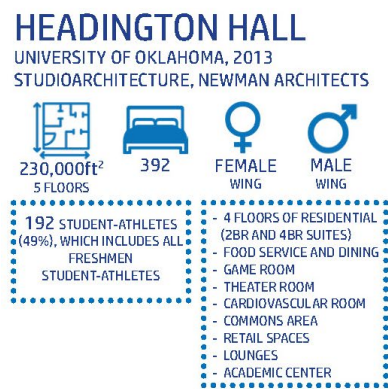 HEADINGTON HALL
UNIVERSITY OF OKLAHOMA, 2013
STUDIOARCHITECTURE, NEWMAN ARCHITECTS
230,000ft²
5 FLOORS
392
FEMALE
WING
MALE
WING
192 STUDENT-ATHLETES
(49%), WHICH INCLUDES ALL
FRESHMEN
STUDENT-ATHLETES
- 4 FLOORS OF RESIDENTIAL
(2BR AND 4BR SUITES)
- FOOD SERVICE AND DINING
- GAME ROOM
- THEATER ROOM
- CARDIOVASCULAR ROOM
- COMMONS AREA
- RETAIL SPACES
- LOUNGES
- ACADEMIC CENTER